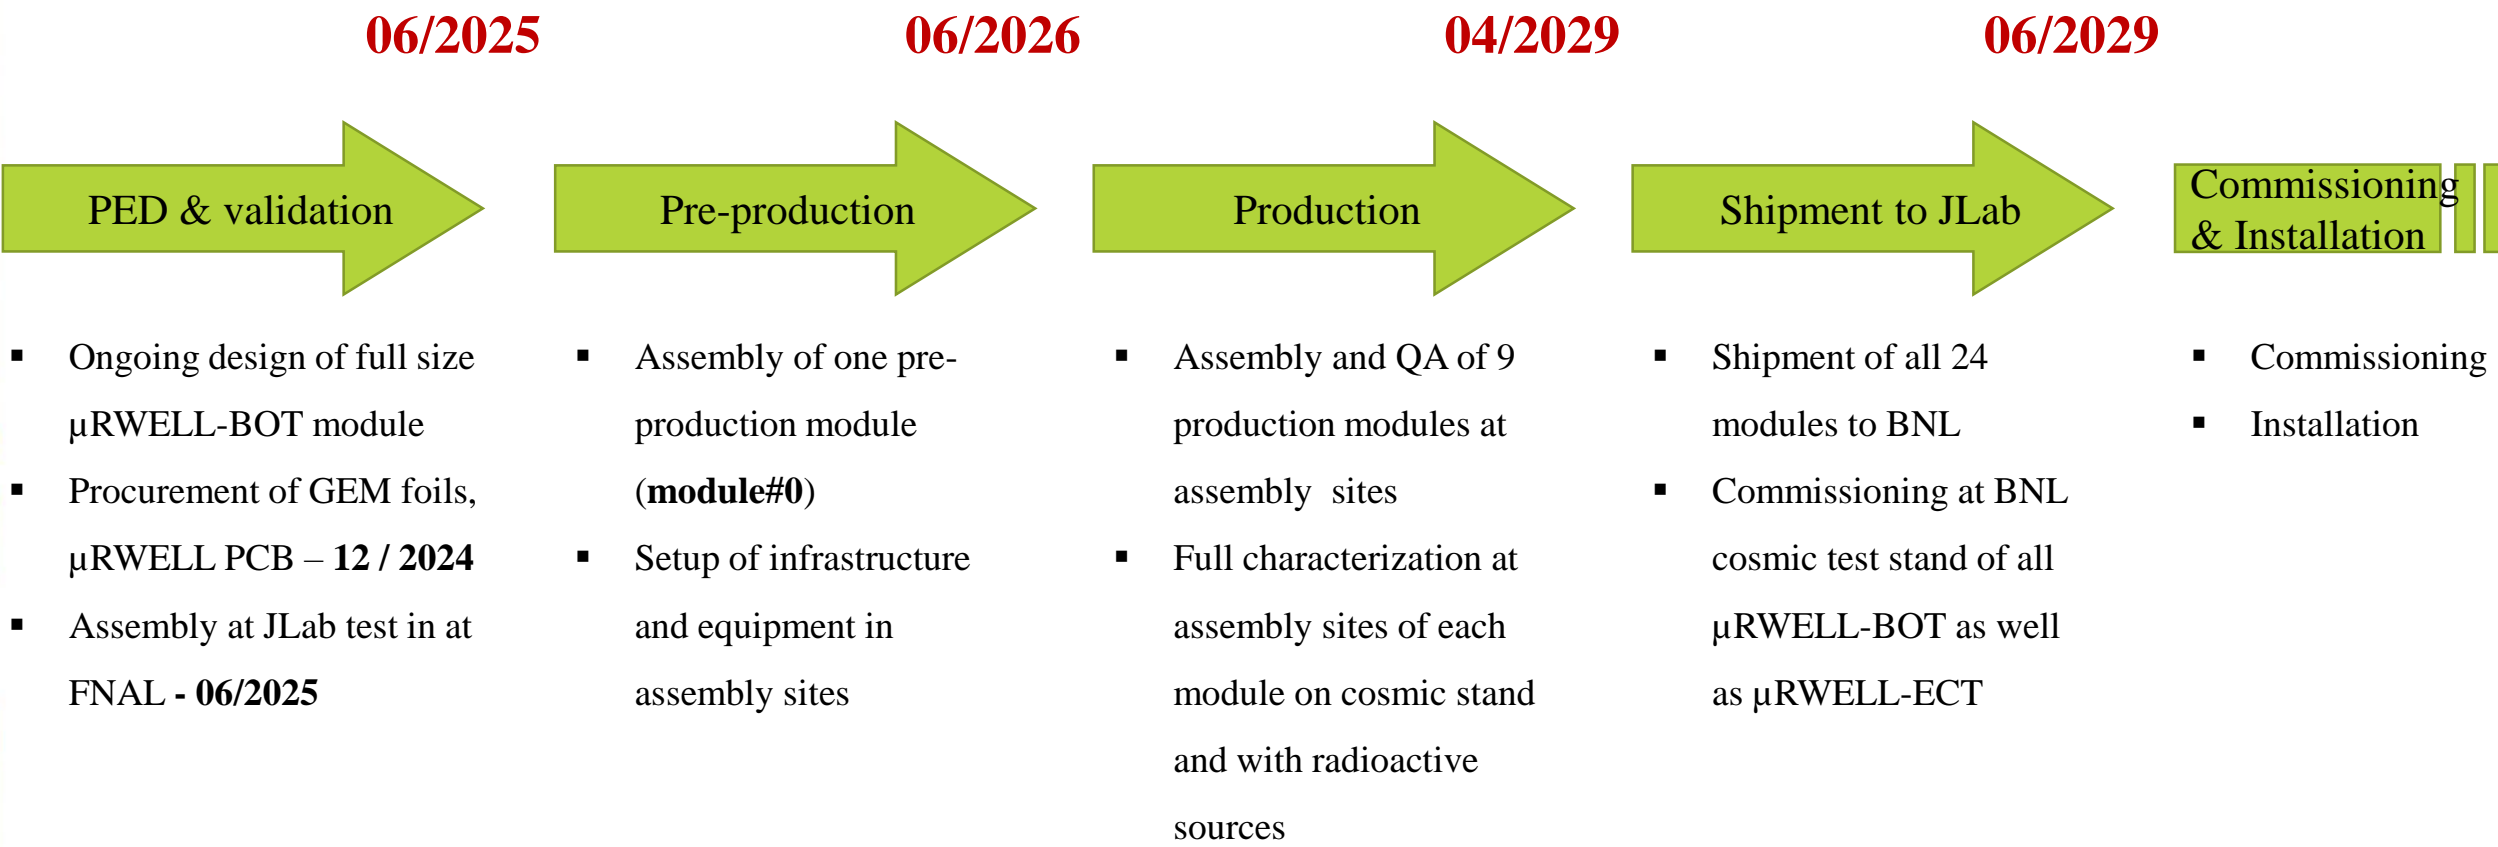 06/2025
06/2026
04/2029
06/2029
PED & validation
Pre-production
Production
Shipment to JLab
Commissioning
& Installation
▪ Ongoing design of full size
µRWELL-BOT module
▪ Procurement of GEM foils,
µRWELL PCB – 12 / 2024
▪ Assembly at JLab test in at
FNAL - 06/2025
▪ Assembly of one pre-
production module
(module#0)
▪ Setup of infrastructure
and equipment in
assembly sites
▪ Assembly and QA of 9
production modules at
assembly  sites
▪ Full characterization at
assembly sites of each
module on cosmic stand
and with radioactive
sources
▪ Shipment of all 24
modules to BNL
▪ Commissioning at BNL
cosmic test stand of all
µRWELL-BOT as well
as µRWELL-ECT
▪ Commissioning
▪ Installation